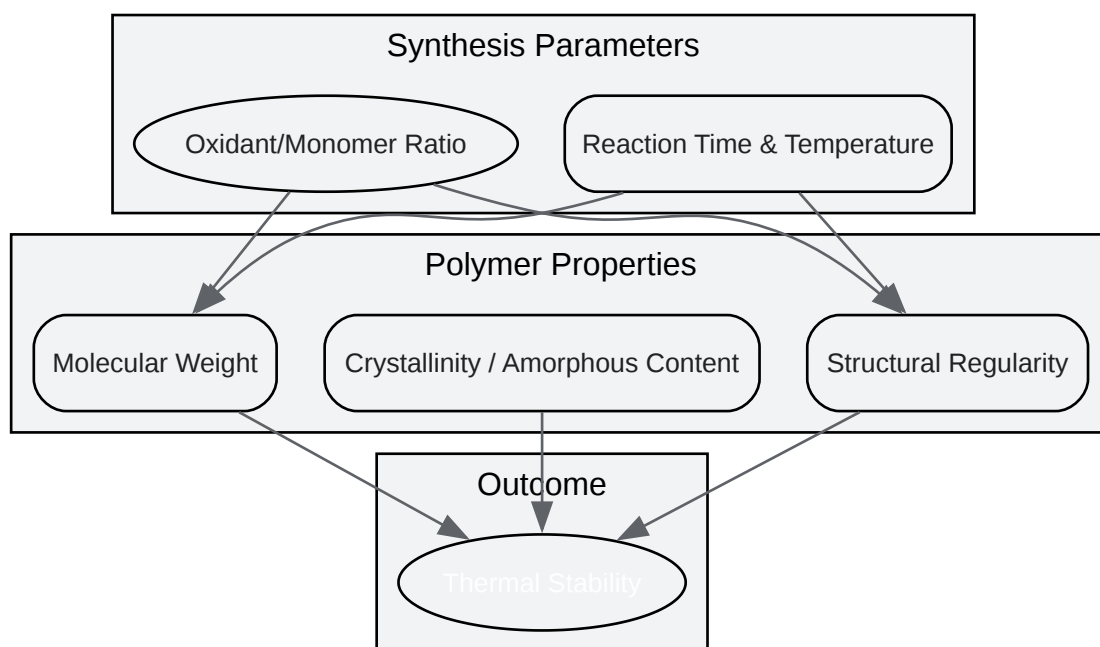 Synthesis Parameters
Oxidant/Monomer Ratio
Reaction Time & Temperature
Polymer Properties
Molecular Weight
Crystallinity / Amorphous Content
Structural Regularity
Outcome
Thermal Stability